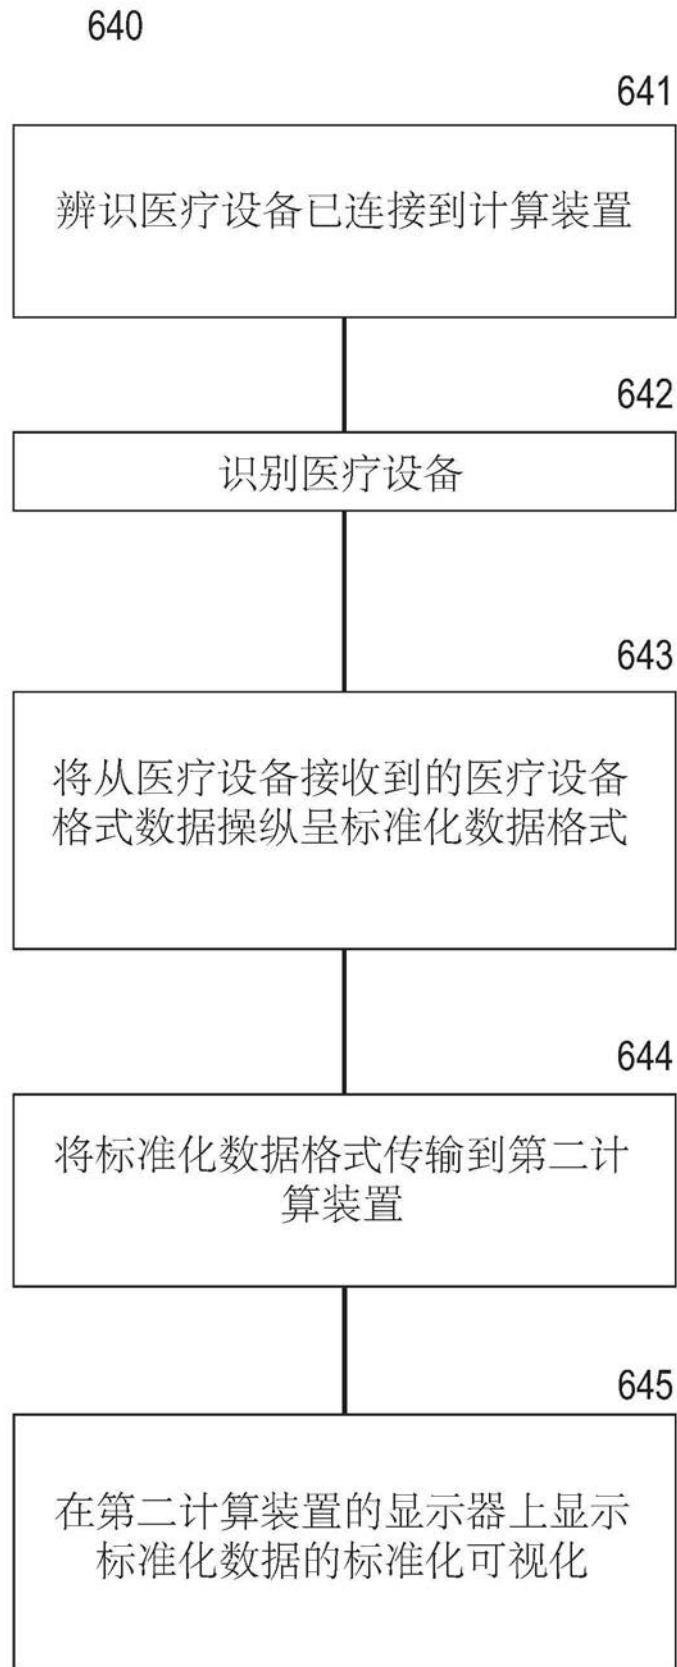 640
641
辨识医疗设备已连接到计算装置
642
识别医疗设备
643
将从医疗设备接收到的医疗设备
格式数据操纵呈标准化数据格式
644
将标准化数据格式传输到第二计
算装置
645
在第二计算装置的显示器上显示
标准化数据的标准化可视化